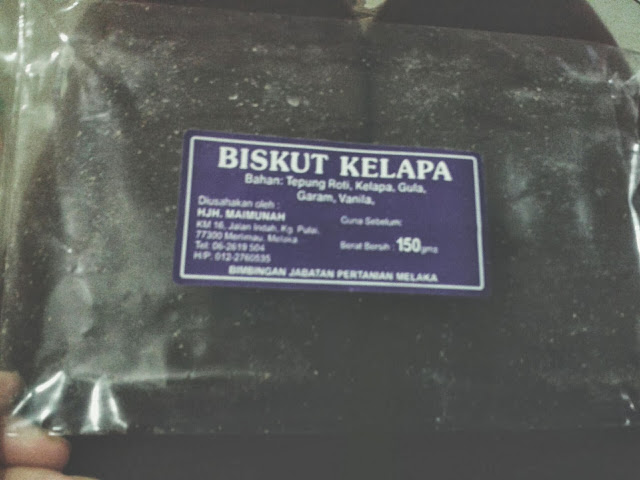 BISKUT KELAPA
Bahan: Tepung Roti, Kelapa, Gula,
Garam, Vanila,
Diusahakan oleh :
HJH. MAIMUNAH
KM 16, Jalan Indah, Kg. Pulai,
77300 Merlimau, Melaka
Tel: 06-2619 504
H/P: 012-2760535
Guna Sebelum:
Berat Bersih : 150gms
BIMBINGAN JABATAN PERTANIAN MELAKA